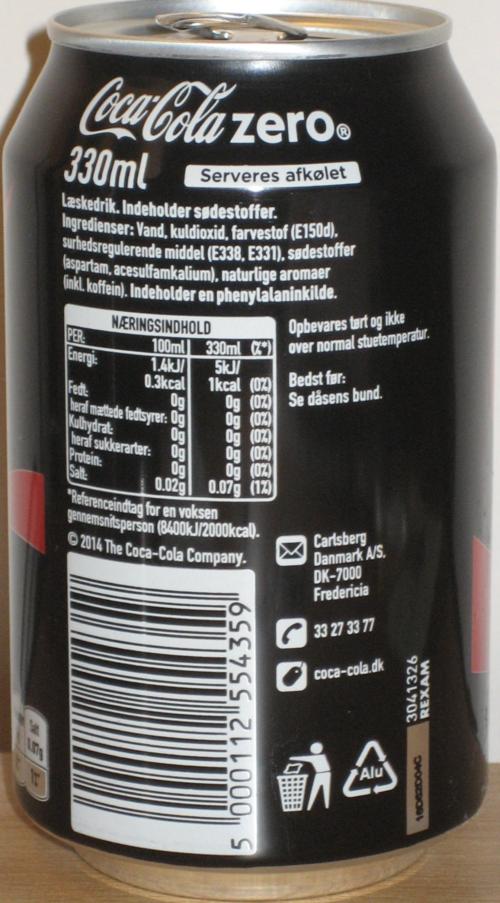 Coca-Cola zero®
330ml
Serveres afkølet
Læskedrik. Indeholder sødestoffer.
Ingredienser: Vand, kuldioxid, farvestof (E150d),
surhedsregulerende middel (E338, E331), sødestoffer
(aspartam, acesulfamkalium), naturlige aromaer
(inkl. koffein). Indeholder en phenylalaninkilde.
NÆRINGSINDHOLD
PER: 100ml 330ml (%*)
Energi: 1.4kJ/ 5kJ/
0.3kcal 1kcal (0%)
Fedt: 0g 0g (0%)
heraf mættede fedtsyrer: 0g 0g (0%)
Kulhydrat: 0g 0g (0%)
heraf sukkerarter: 0g 0g (0%)
Protein: 0g 0g (0%)
Salt: 0.02g 0.07g (1%)
*Referenceindtag for en voksen
gennemsnitsperson (8400kJ/2000kcal).
© 2014 The Coca-Cola Company.
Opbevares tørt og ikke
over normal stuetemperatur.
Bedst før:
Se dåsens bund.
Carlsberg
Danmark A/S,
DK-7000
Fredericia
33 27 33 77
coca-cola.dk
5 000112 554359
3041326
REXAM
Alu
Salt
0.07g
1%*